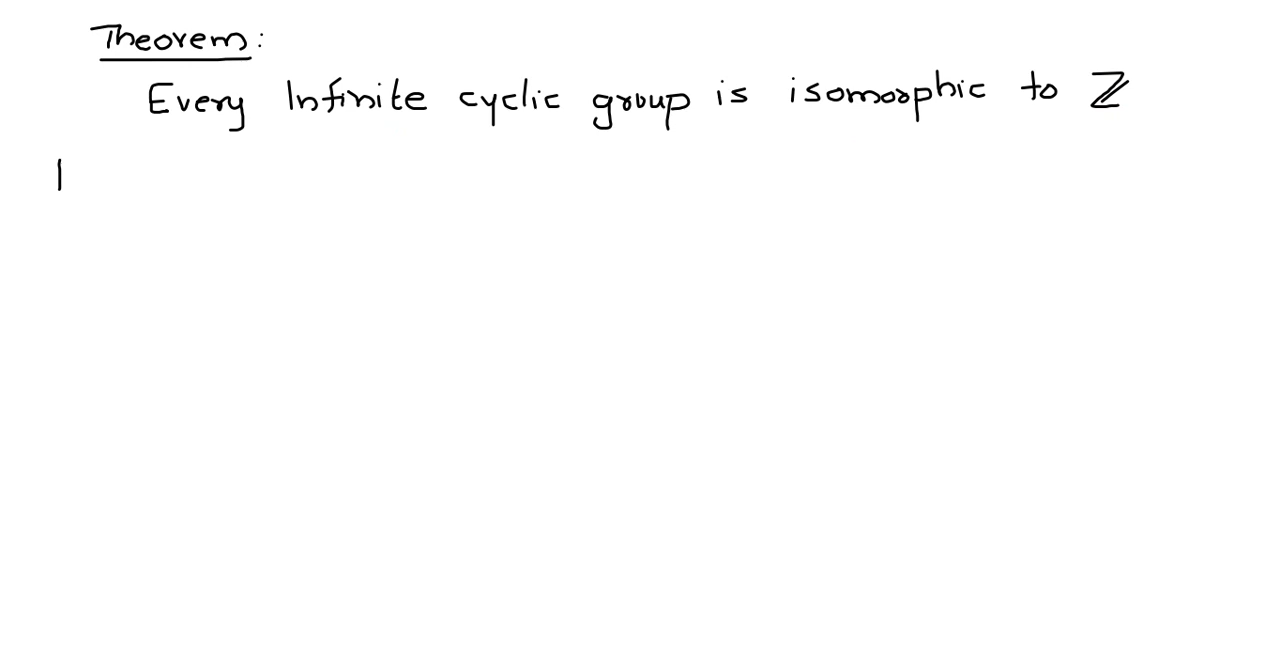 Theorem:
Every Infinite cyclic group is isomorphic to ℤ